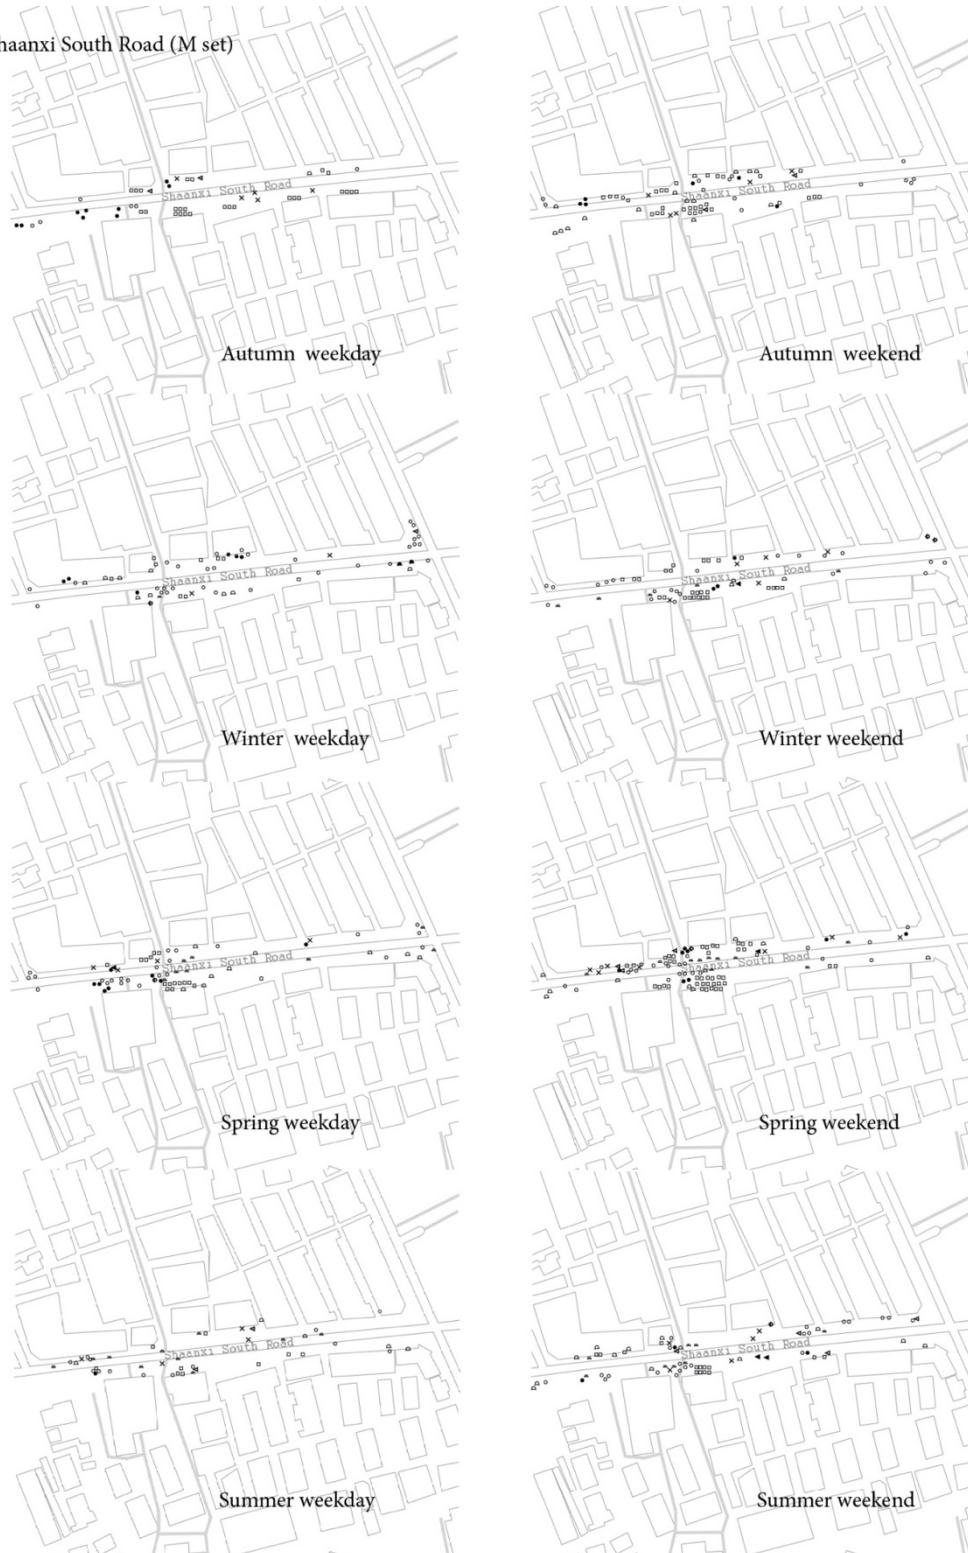 haanxi South Road (M set)
Shaanxi South Road
Shaanxi South Road
Autumn weekday
Autumn weekend
Shaanxi South Road
Shaanxi South Road
Winter weekday
Winter weekend
Shaanxi South Road
Shaanxi South Road
Spring weekday
Spring weekend
Shaanxi South Road
Shaanxi South Road
Summer weekday
Summer weekend